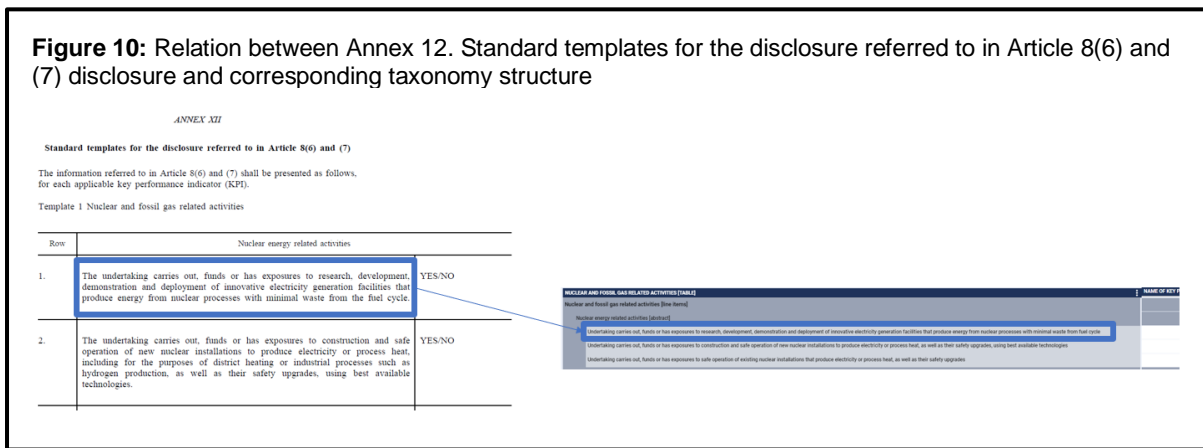 Figure 10: Relation between Annex 12. Standard templates for the disclosure referred to in Article 8(6) and
(7) disclosure and corresponding taxonomy structure
ANNEX XII
Standard templates for the disclosure referred to in Article 8(6) and (7)
The information referred to in Article 8(6) and (7) shall be presented as follows,
for each applicable key performance indicator (KPI).
Template 1 Nuclear and fossil gas related activities
Row Nuclear energy related activities
1. The undertaking carries out, funds or has exposures to research, development, YES/NO
demonstration and deployment of innovative electricity generation facilities that
produce energy from nuclear processes with minimal waste from the fuel cycle.
2. The undertaking carries out, funds or has exposures to construction and safe YES/NO
operation of new nuclear installations to produce electricity or process heat,
including for the purposes of district heating or industrial processes such as
hydrogen production, as well as their safety upgrades, using best available
technologies.
NUCLEAR AND FOSSIL GAS RELATED ACTIVITIES [TABLE] NAME OF KEY P
Nuclear and fossil gas related activities [line items]
Nuclear energy related activities [abstract]
Undertaking carries out, funds or has exposures to research, development, demonstration and deployment of innovative electricity generation facilities that produce energy from nuclear processes with minimal waste from fuel cycle
Undertaking carries out, funds or has exposures to construction and safe operation of new nuclear installations to produce electricity or process heat, as well as their safety upgrades, using best available technologies
Undertaking carries out, funds or has exposures to safe operation of existing nuclear installations that produce electricity or process heat, as well as their safety upgrades